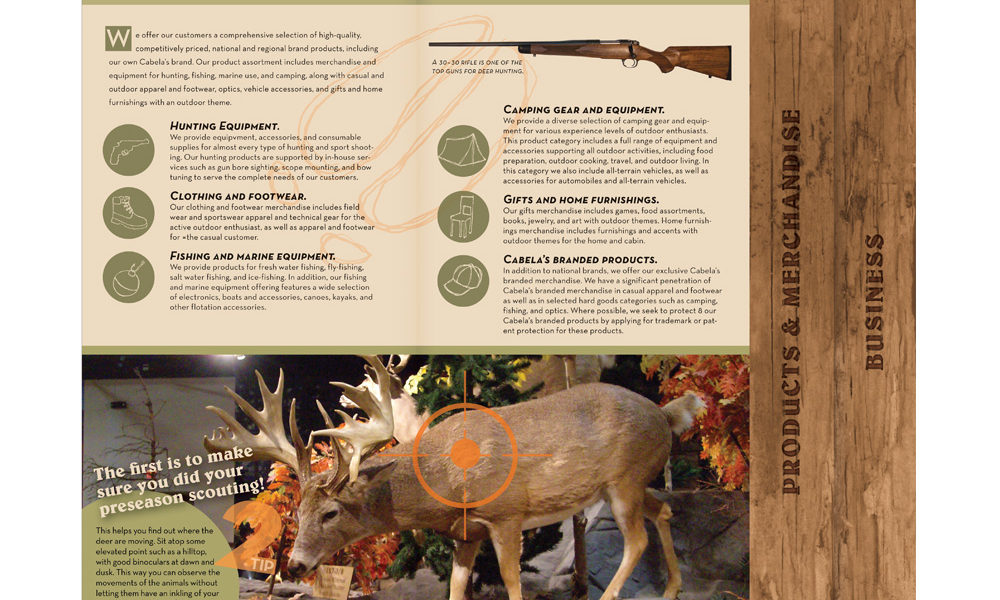 We offer our customers a comprehensive selection of high-quality,
competitively priced, national and regional brand products, including
our own Cabela's brand. Our product assortment includes merchandise and
equipment for hunting, fishing, marine use, and camping, along with casual and
outdoor apparel and footwear, optics, vehicle accessories, and gifts and home
furnishings with an outdoor theme.
Hunting Equipment.
We provide equipvment, accessories, and consumable
supplies for almost every type of hunting and sport shoot-
ing. Our hunting products are supported by in-house ser-
vices such as gun bore sighting, scope mounting, and bow
tuning to serve the complete needs of our customers.
Clothing and footwear.
Our clothing and footwear merchandise includes field
wear and sportswear apparel and technical gear for the
active outdoor enthusiast, as well as apparel and footwear
for =the casual customer.
Fishing and marine equipment.
We provide products for fresh water fishing, fly-fishing,
salt water fishing, and ice-fishing. In addition, our fishing
and marine equipment offering features a wide selection
of electronics, boats and accessories, canoes, kayaks, and
other flotation accessories.
A 30-30 rifle is one of the
top guns for deer hunting.
Camping gear and equipment.
We provide a diverse selection of camping gear and equip-
ment for various experience levels of outdoor enthusiasts.
This product category includes a full range of equipment and
accessories supporting all outdoor activities, including food
preparation, outdoor cooking, travel, and outdoor living. In
this category we also include all-terrain vehicles, as well as
accessories for automobiles and all-terrain vehicles.
Gifts and home furnishings.
Our gifts merchandise includes games, food assortments,
books, jewelry, and art with outdoor themes. Home furnish-
ings merchandise includes furnishings and accents with
outdoor themes for the home and cabin.
Cabela's branded products.
In addition to national brands, we offer our exclusive Cabela's
branded merchandise. We have a significant penetration of
Cabela's branded merchandise in casual apparel and footwear
as well as in selected hard goods categories such as camping,
fishing, and optics. Where possible, we seek to protect 8 our
Cabela's branded products by applying for trademark or pat-
ent protection for these products.
The first is to make
sure you did your
preseason scouting!
2
TIP
This helps you find out where the
deer are moving. Sit atop some
elevated point such as a hilltop,
with good binoculars at dawn and
dusk. This way you can observe the
movements of the animals without
letting them have an inkling of your
PRODUCTS & MERCHANDISE
BUSINESS